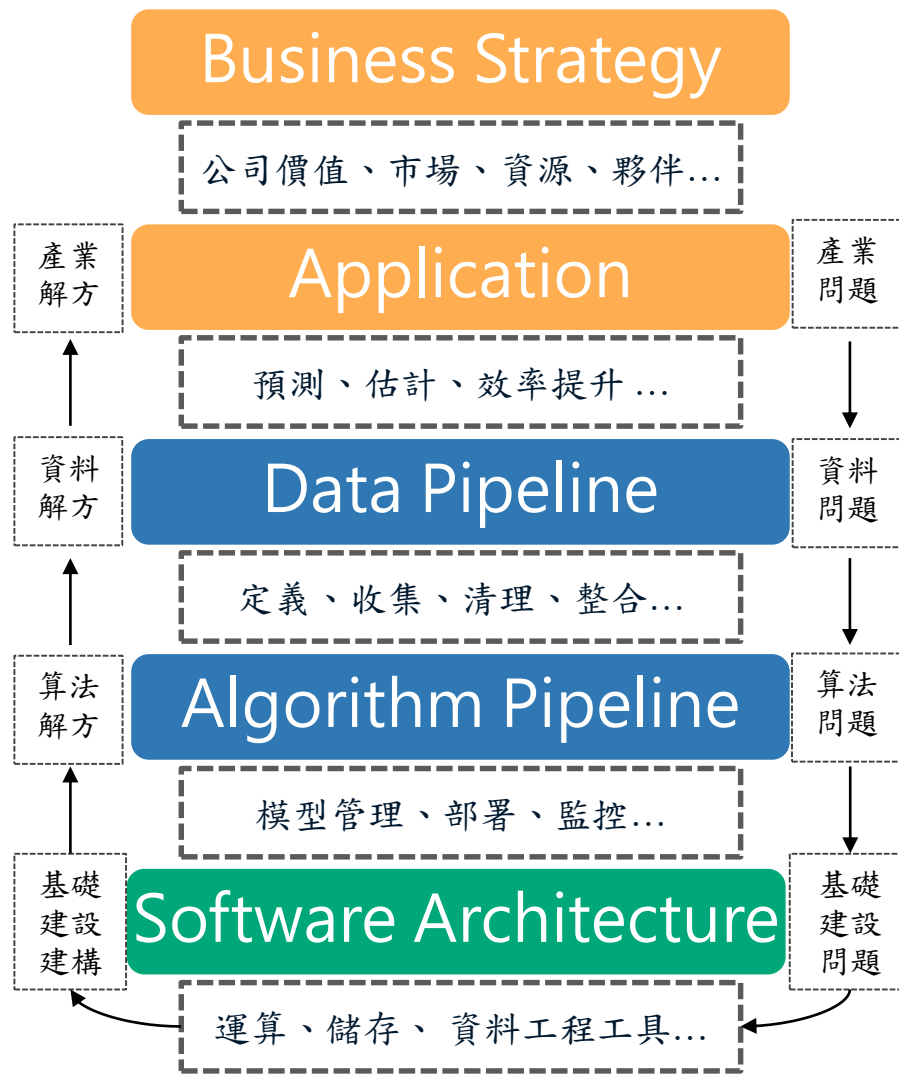 Business Strategy
公司價值、市場、資源、夥伴...
產業
解方
Application
產業
問題
預測、估計、效率提升 ...
資料
解方
Data Pipeline
資料
問題
定義、收集、清理、整合...
算法
解方
Algorithm Pipeline
算法
問題
模型管理、部署、監控...
基礎
建設
建構
Software Architecture
基礎
建設
問題
運算、儲存、 資料工程工具...